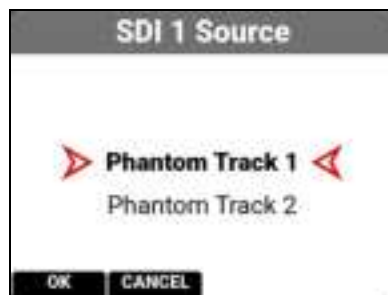 SDI 1 Source
Phantom Track 1
Phantom Track 2
OK CANCEL